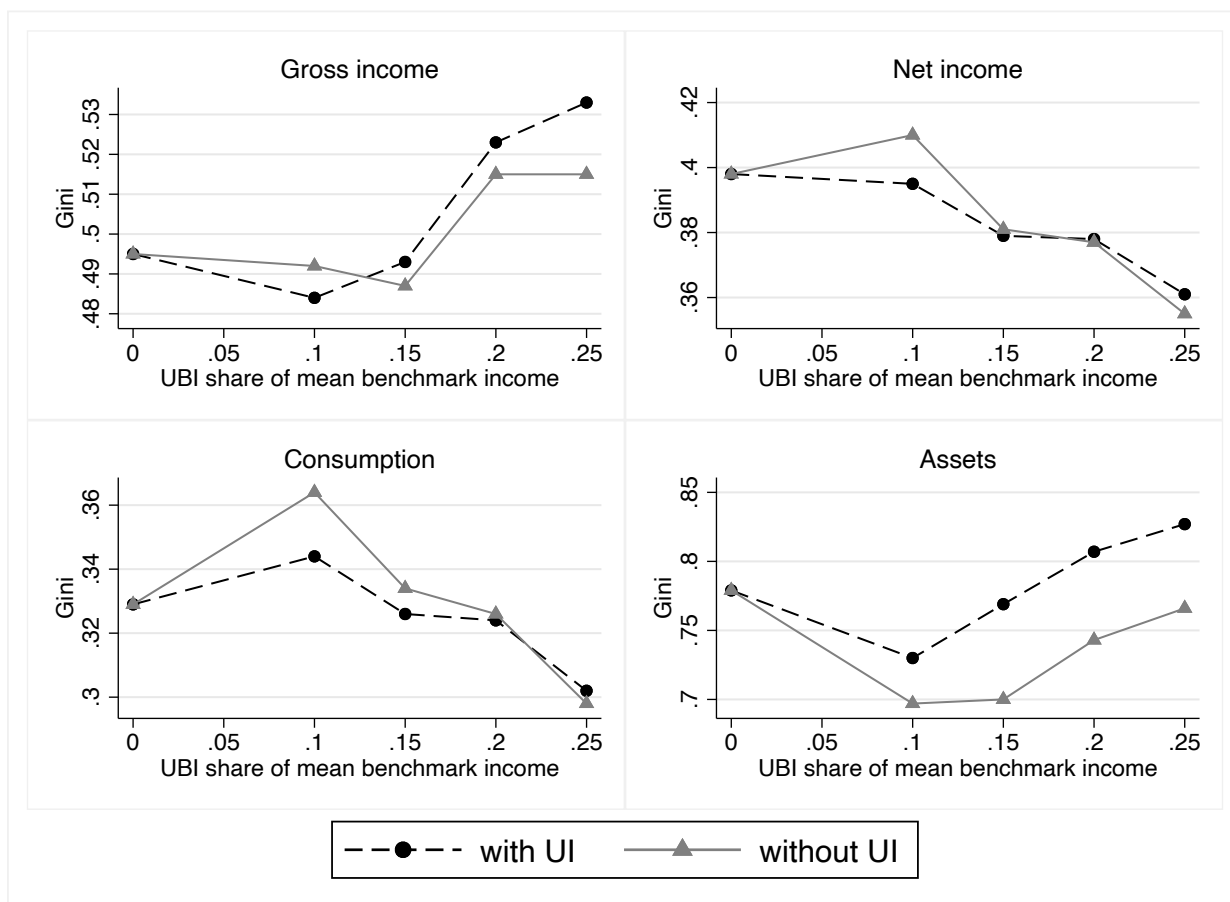 Gross income
Gini
.53
.52
.51
.5
.49
.48
0 .05 .1 .15 .2 .25
UBI share of mean benchmark income
Net income
.42
.4
.38
.36
0 .05 .1 .15 .2 .25
UBI share of mean benchmark income
Consumption
Gini
.36
.34
.32
.3
0 .05 .1 .15 .2 .25
UBI share of mean benchmark income
Assets
Gini
.85
.8
.75
.7
0 .05 .1 .15 .2 .25
UBI share of mean benchmark income
with UI without UI